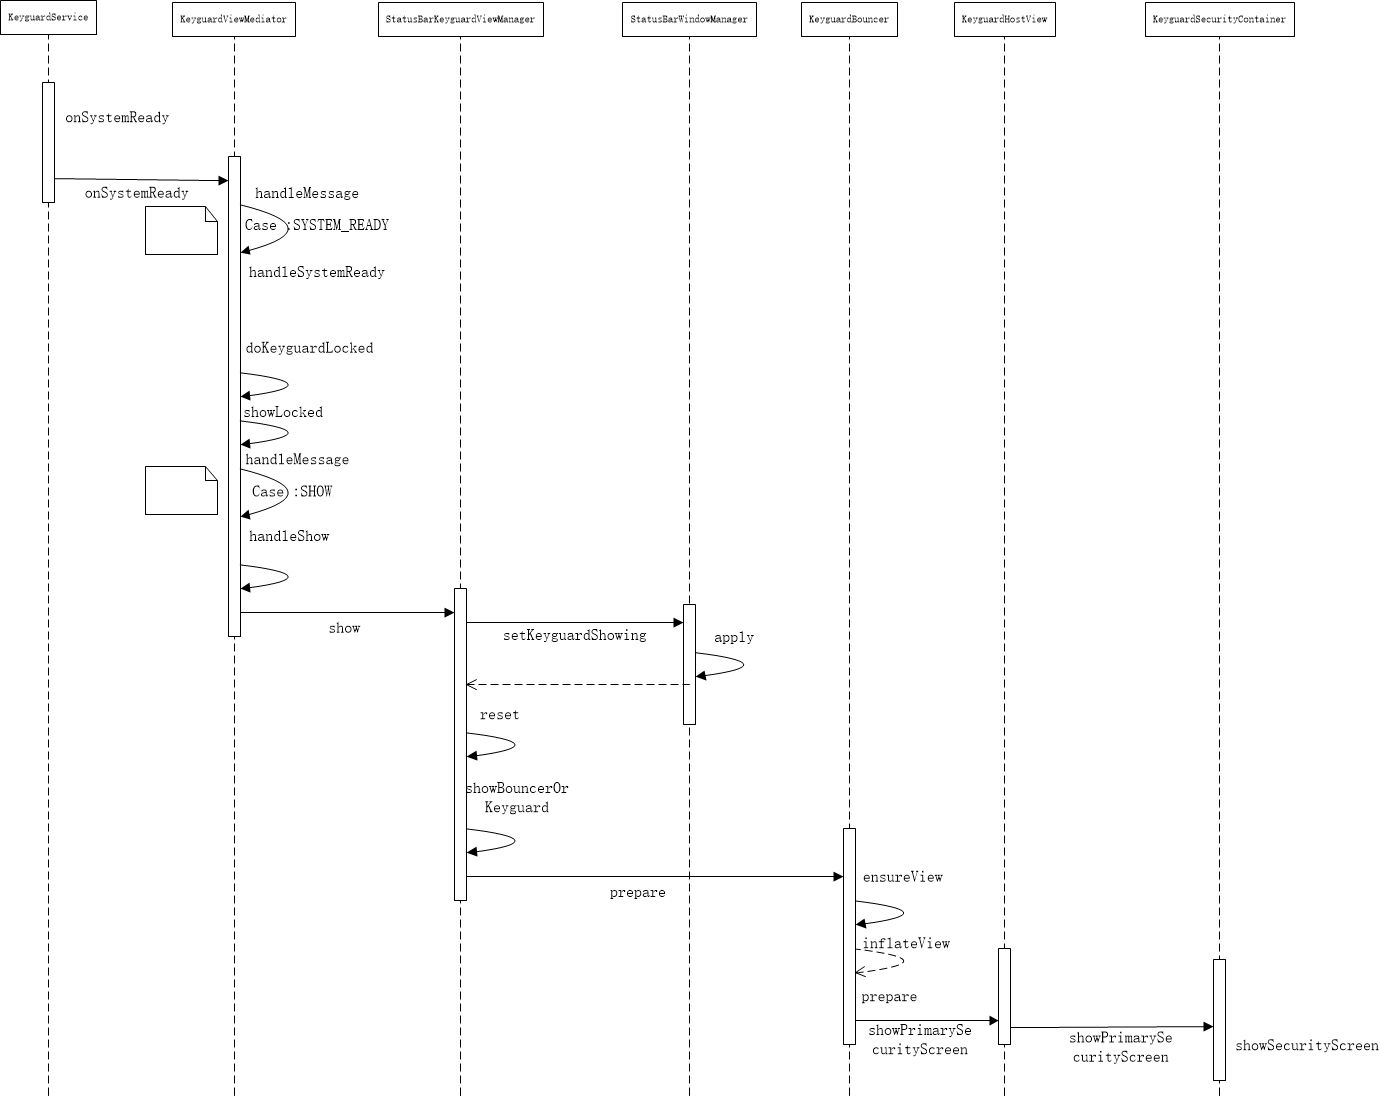 KeyguardService
KeyguardViewMediator
StatusBarKeyguardViewManager
StatusBarWindowManager
KeyguardBouncer
KeyguardHostView
KeyguardSecurityContainer
onSystemReady
onSystemReady
handleMessage
Case :SYSTEM_READY
handleSystemReady
doKeyguardLocked
showLocked
handleMessage
Case :SHOW
handleShow
show
setKeyguardShowing
apply
reset
showBouncerOr
Keyguard
prepare
ensureView
inflateView
prepare
showPrimarySe
curityScreen
showPrimarySe
curityScreen
showSecurityScreen